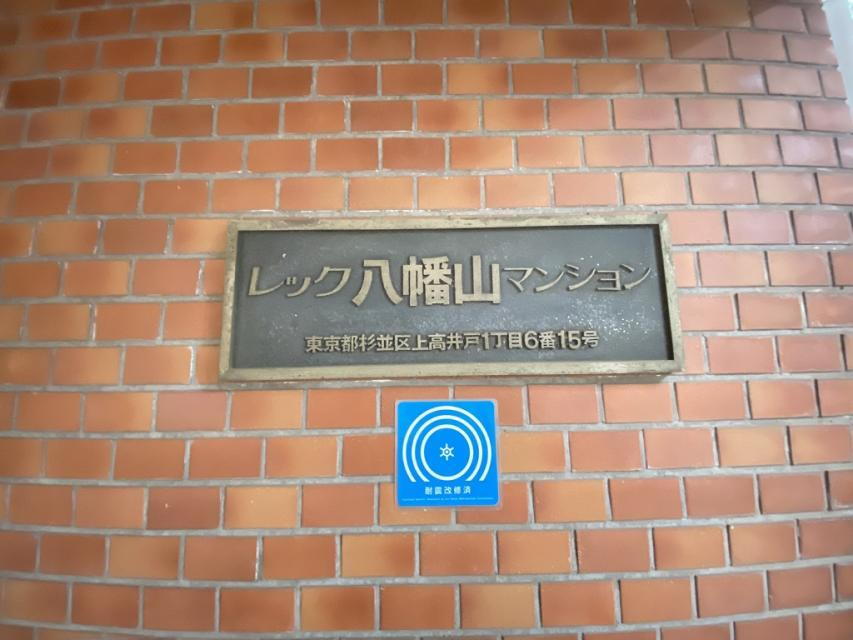 レック八幡山マンション
東京都杉並区上高井戸1丁目6番15号
耐震改修済